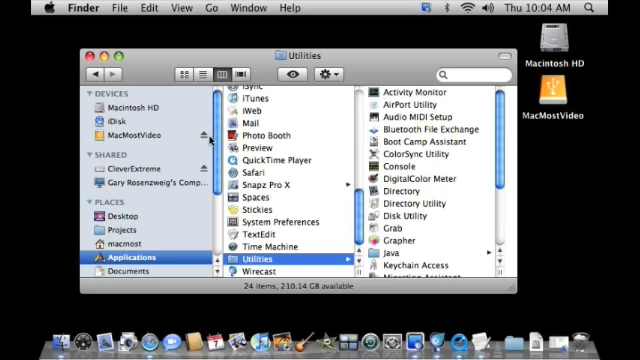 Finder File Edit View Go Window Help Thu 10:04 AM
Utilities
Macintosh HD
MacMostVideo
DEVICES
Macintosh HD
iDisk
MacMostVideo
SHARED
CleverExtreme
Gary Rosenzweig's Comp...
PLACES
Desktop
Projects
macmost
Applications
Documents
iSync
iTunes
iWeb
Mail
Photo Booth
Preview
QuickTime Player
Safari
Snapz Pro X
Spaces
Stickies
System Preferences
TextEdit
Time Machine
Utilities
Wirecast
Activity Monitor
AirPort Utility
Audio MIDI Setup
Bluetooth File Exchange
Boot Camp Assistant
ColorSync Utility
Console
DigitalColor Meter
Directory
Directory Utility
Disk Utility
Grab
Grapher
Java
Keychain Access
Migration Assistant
24 items, 210.14 GB available